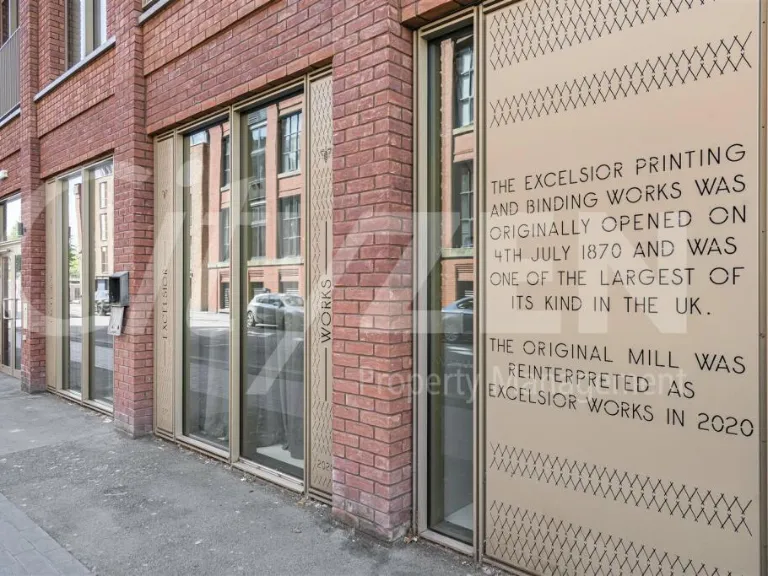 THE EXCELSIOR PRINTING
AND BINDING WORKS WAS
ORIGINALLY OPENED ON
4TH JULY 1870 AND WAS
ONE OF THE LARGEST OF
ITS KIND IN THE UK.
THE ORIGINAL MILL WAS
REINTERPRETED AS
EXCELSIOR WORKS IN 2020
EXCELSIOR
WORKS
2020
CityZEN
Property Management